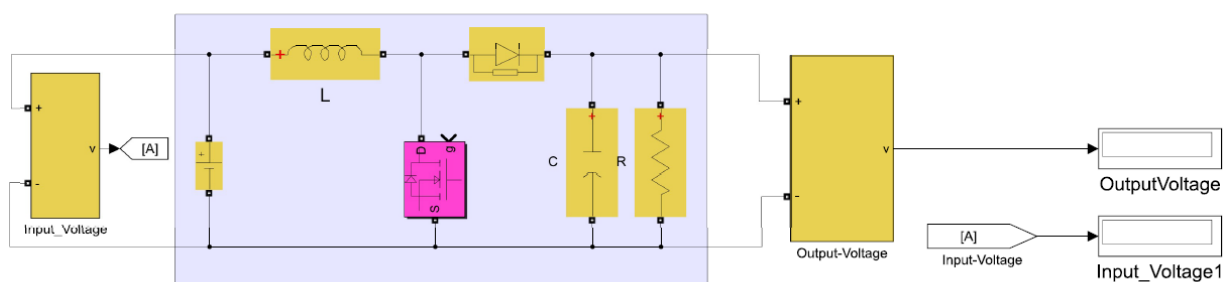 L
+
-
v
[A]
Input_Voltage
+
+
D
g
S
+
C
+
R
+
-
v
Output-Voltage
[A]
Input-Voltage
OutputVoltage
Input_Voltage1